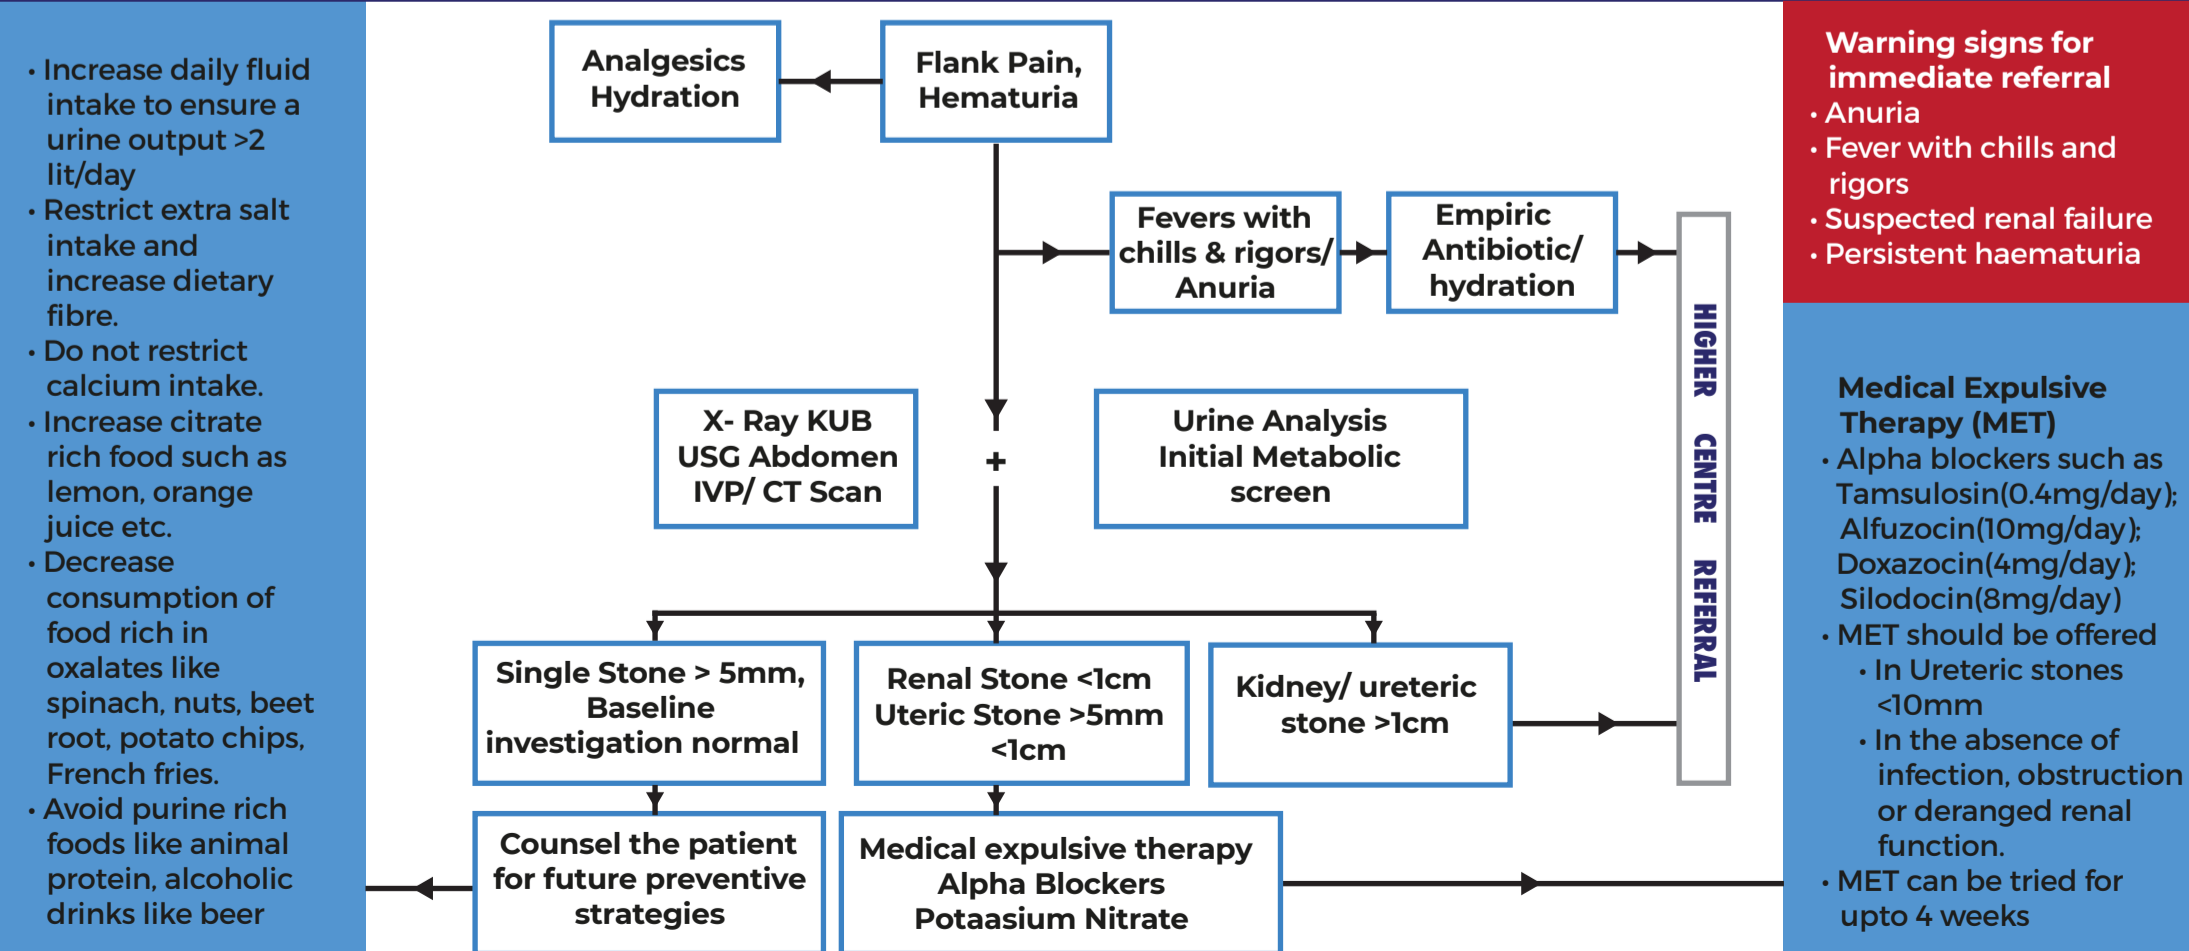 • Increase daily fluid
intake to ensure a
urine output >2
lit/day
• Restrict extra salt
intake and
increase dietary
fibre.
• Do not restrict
calcium intake.
• Increase citrate
rich food such as
lemon, orange
juice etc.
• Decrease
consumption of
food rich in
oxalates like
spinach, nuts, beet
root, potato chips,
French fries.
• Avoid purine rich
foods like animal
protein, alcoholic
drinks like beer
Analgesics
Hydration
Flank Pain,
Hematuria
Fevers with
chills & rigors/
Anuria
Empiric
Antibiotic/
hydration
X- Ray KUB
USG Abdomen
IVP/ CT Scan
+
Urine Analysis
Initial Metabolic
screen
Single Stone > 5mm,
Baseline
investigation normal
Renal Stone <1cm
Uteric Stone >5mm
<1cm
Kidney/ ureteric
stone >1cm
Counsel the patient
for future preventive
strategies
Medical expulsive therapy
Alpha Blockers
Potaasium Nitrate
HIGHER CENTRE REFERRAL
Warning signs for
immediate referral
• Anuria
• Fever with chills and
rigors
• Suspected renal failure
• Persistent haematuria
Medical Expulsive
Therapy (MET)
• Alpha blockers such as
Tamsulosin(0.4mg/day);
Alfuzocin(10mg/day);
Doxazocin(4mg/day);
Silodocin(8mg/day)
• MET should be offered
• In Ureteric stones
<10mm
• In the absence of
infection, obstruction
or deranged renal
function.
• MET can be tried for
upto 4 weeks